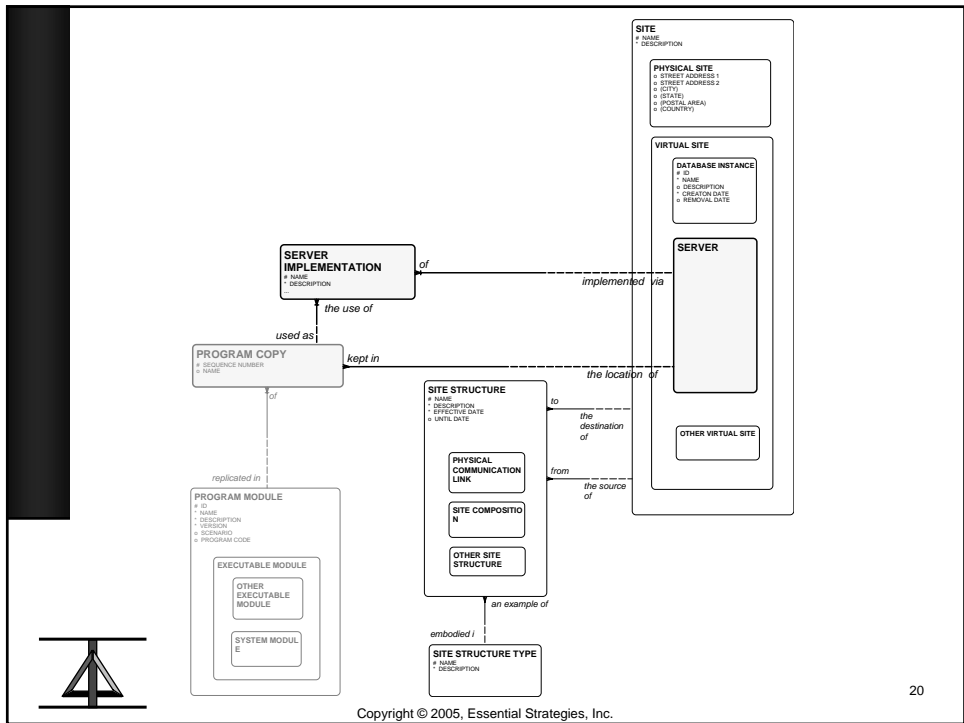 SITE
# NAME
* DESCRIPTION
PHYSICAL SITE
o STREET ADDRESS 1
o STREET ADDRESS 2
o (CITY)
o (STATE)
o (POSTAL AREA)
o (COUNTRY)
VIRTUAL SITE
DATABASE INSTANCE
# ID
* NAME
o DESCRIPTION
* CREATON DATE
o REMOVAL DATE
SERVER
OTHER VIRTUAL SITE
SERVER
IMPLEMENTATION
# NAME
* DESCRIPTION
...
of
implemented via
the use of
used as
PROGRAM COPY
# SEQUENCE NUMBER
o NAME
kept in
the location of
of
replicated in
SITE STRUCTURE
# NAME
* DESCRIPTION
* EFFECTIVE DATE
o UNTIL DATE
PHYSICAL
COMMUNICATION
LINK
SITE COMPOSITIO
N
OTHER SITE
STRUCTURE
to
the
destination
of
from
the source
of
PROGRAM MODULE
# ID
* NAME
* DESCRIPTION
* VERSION
o SCENARIO
o PROGRAM CODE
EXECUTABLE MODULE
OTHER
EXECUTABLE
MODULE
SYSTEM MODUL
E
an example of
embodied i
SITE STRUCTURE TYPE
# NAME
* DESCRIPTION
20
Copyright © 2005, Essential Strategies, Inc.